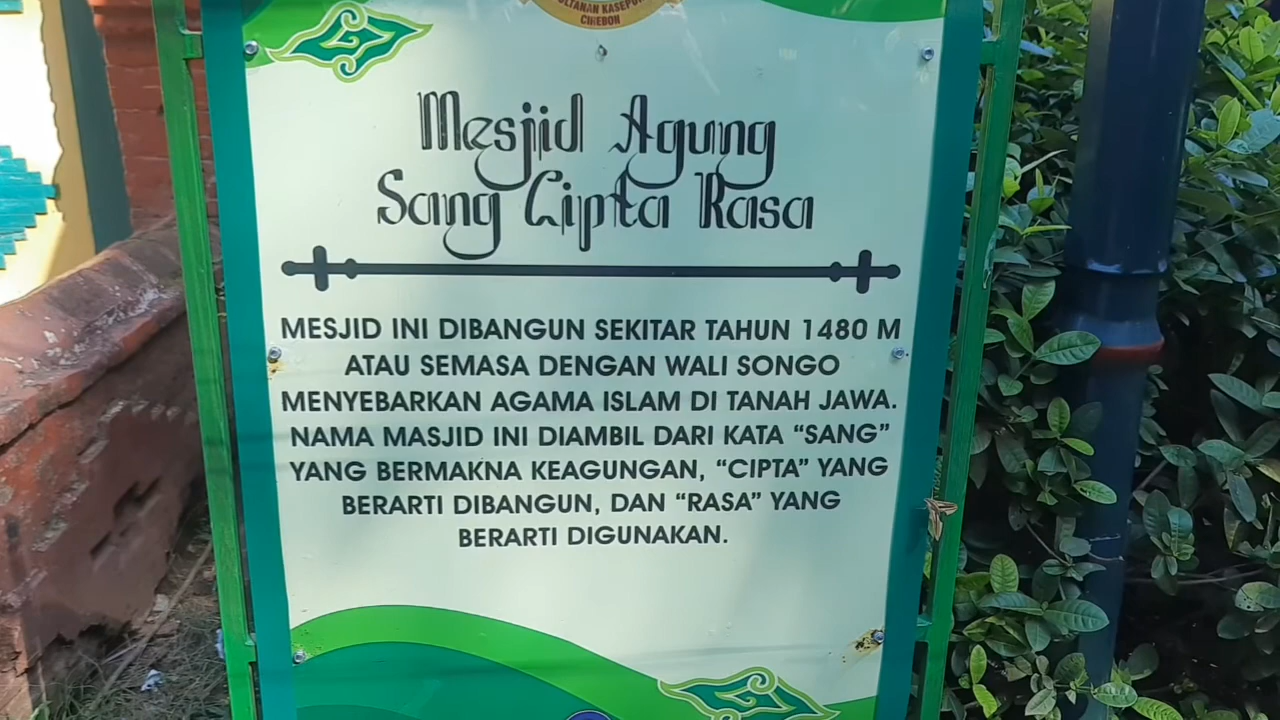 KASEPUHAN
CIREBON
Mesjid Agung
Sang Cipta Rasa
MESJID INI DIBANGUN SEKITAR TAHUN 1480 M
ATAU SEMASA DENGAN WALI SONGO
MENYEBARKAN AGAMA ISLAM DI TANAH JAWA.
NAMA MASJID INI DIAMBIL DARI KATA “SANG”
YANG BERMAKNA KEAGUNGAN, “CIPTA” YANG
BERARTI DIBANGUN, DAN “RASA” YANG
BERARTI DIGUNAKAN.